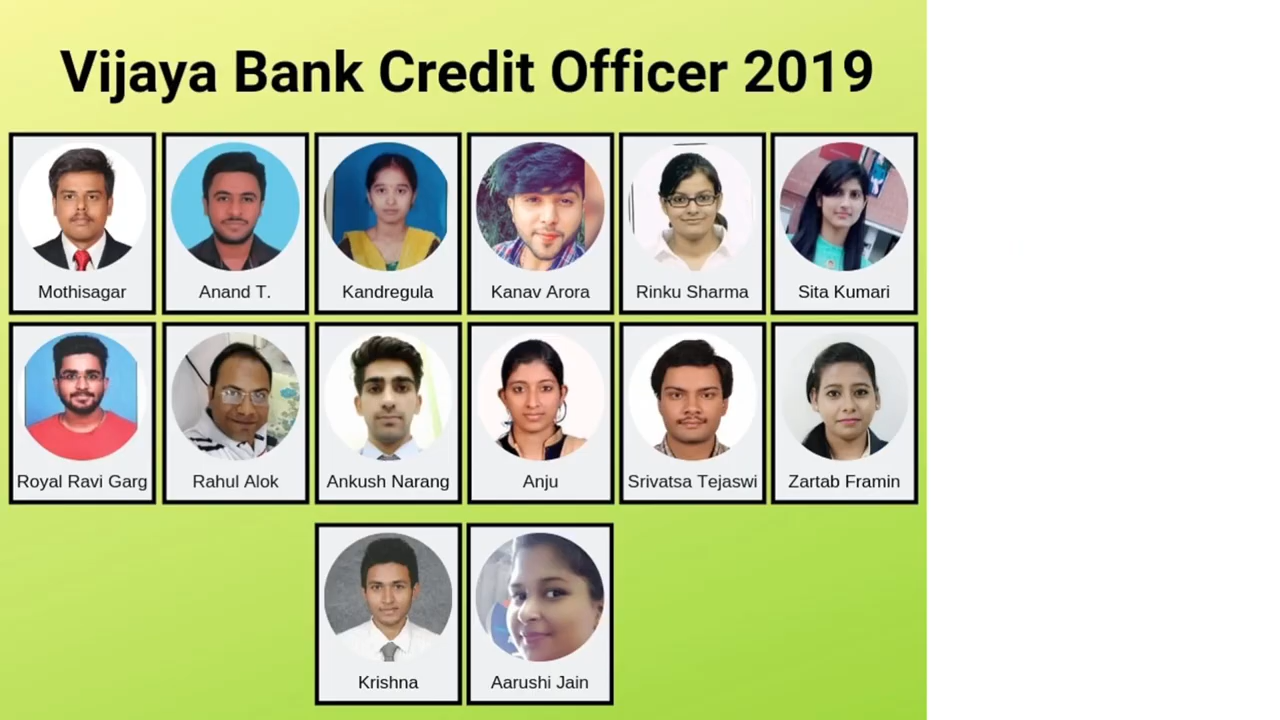 Vijaya Bank Credit Officer 2019
Mothisagar
Anand T.
Kandregula
Kanav Arora
Rinku Sharma
Sita Kumari
Royal Ravi Garg
Rahul Alok
Ankush Narang
Anju
Srivatsa Tejaswi
Zartab Framin
Krishna
Aarushi Jain